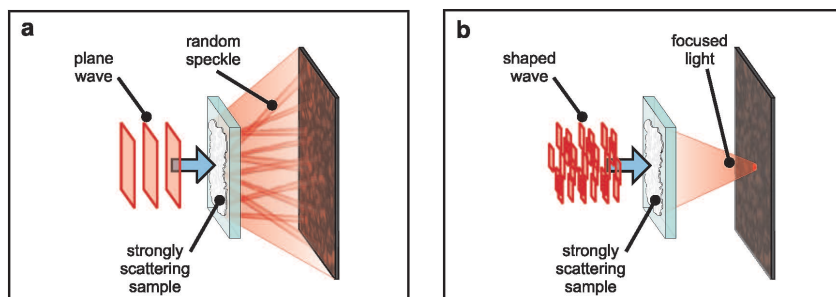 a
random
speckle
plane
wave
strongly
scattering
sample
b
shaped
wave
focused
light
strongly
scattering
sample